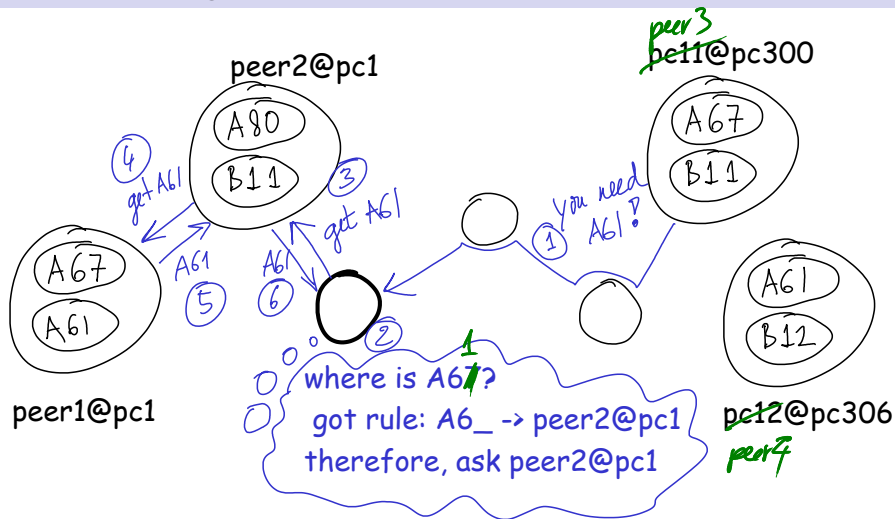 peer3
pc11@pc300
peer2@pc1
A80
B11
A67
B11
4
get A61
3
get A61
1
you need
A61!
A67
A61
A61
5
A61
6
2
A61
B12
peer1@pc1
1
where is A67?
got rule: A6_ -> peer2@pc1
therefore, ask peer2@pc1
pc12@pc306
peer4